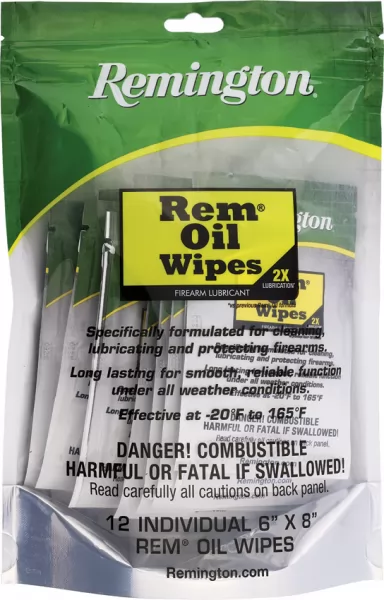 Remington®
Rem®
Oil
Wipes
2X
LUBRICATION*
FIREARM LUBRICANT
Specifically formulated for cleaning,
lubricating and protecting firearms.
Long lasting for smooth, reliable function
under all weather conditions.
Effective at -20°F to 165°F
DANGER! COMBUSTIBLE
HARMFUL OR FATAL IF SWALLOWED!
Read carefully all cautions on back panel.
12 INDIVIDUAL 6” X 8”
REM® OIL WIPES
Remington.com